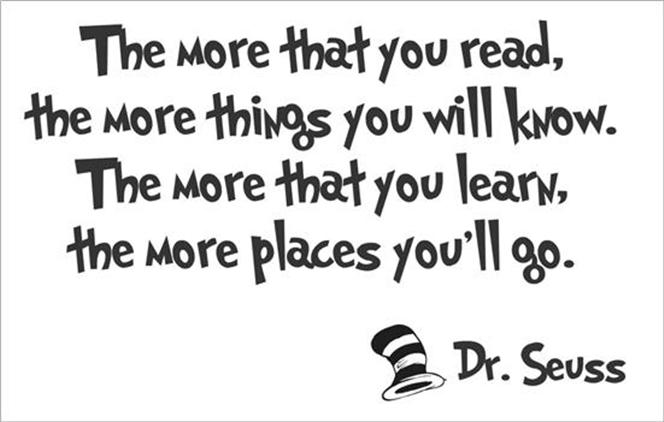 The more that you read,
the more things you will know.
The more that you learn,
the more places you'll go.
Dr. Seuss